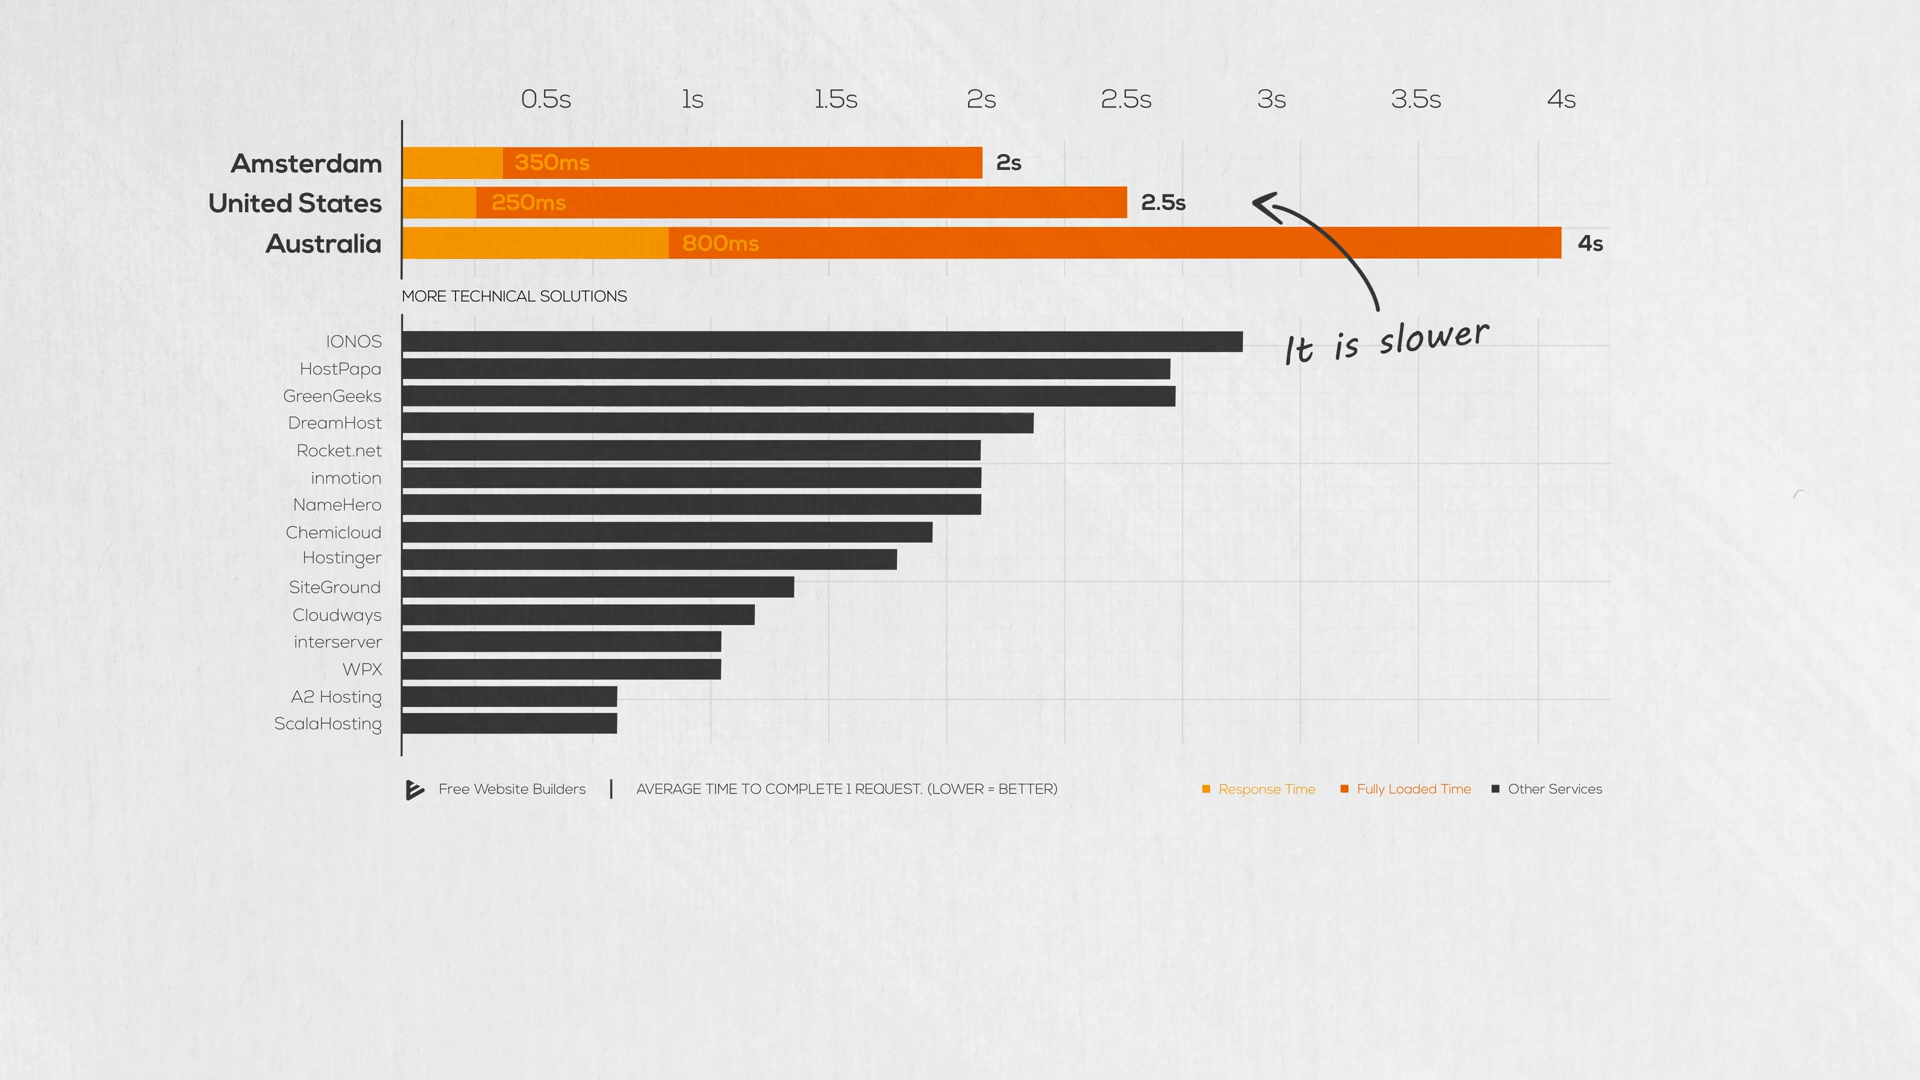 0.5s 1s 1.5s 2s 2.5s 3s 3.5s 4s
Amsterdam 350ms 2s
United States 250ms 2.5s
Australia 800ms 4s
MORE TECHNICAL SOLUTIONS
It is slower
IONOS
HostPapa
GreenGeeks
DreamHost
Rocket.net
inmotion
NameHero
Chemicloud
Hostinger
SiteGround
Cloudways
interserver
WPX
A2 Hosting
ScalaHosting
Free Website Builders | AVERAGE TIME TO COMPLETE 1 REQUEST. (LOWER = BETTER) Response Time Fully Loaded Time Other Services